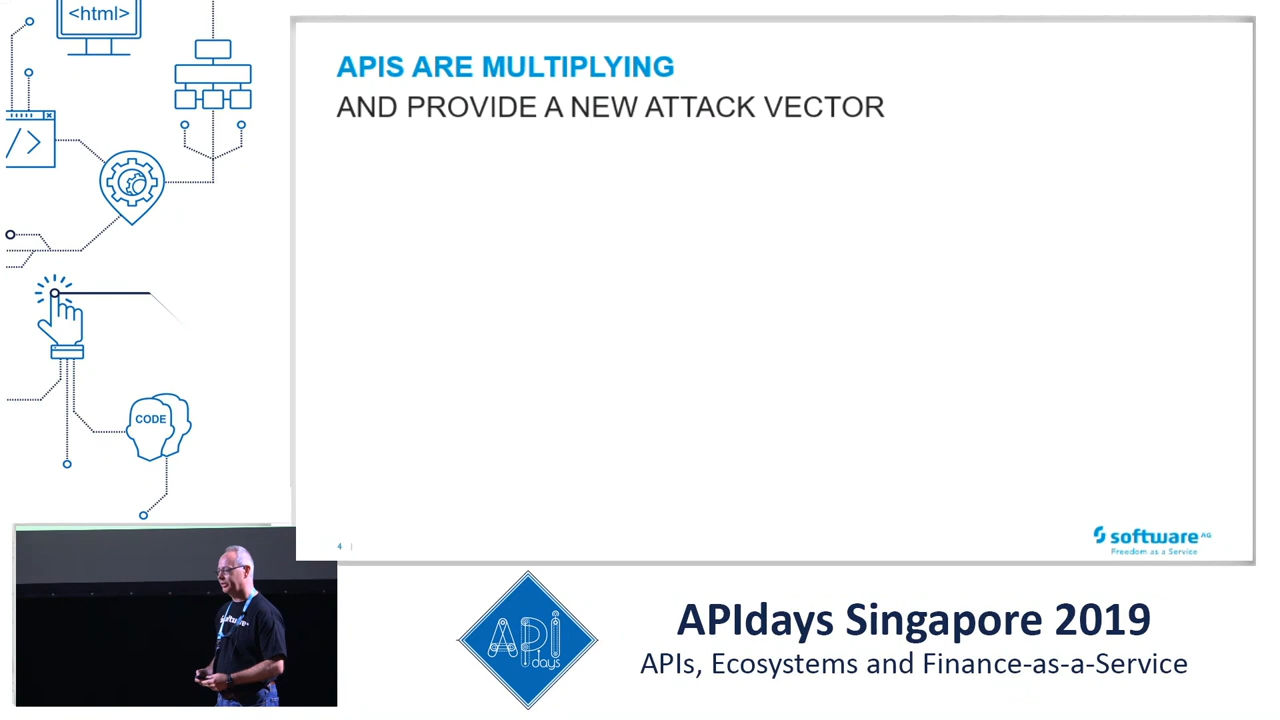 <html>
APIS ARE MULTIPLYING
AND PROVIDE A NEW ATTACK VECTOR
</>
CODE
4 |
software AG
Freedom as a Service
software
API
days
APIdays Singapore 2019
APIs, Ecosystems and Finance-as-a-Service